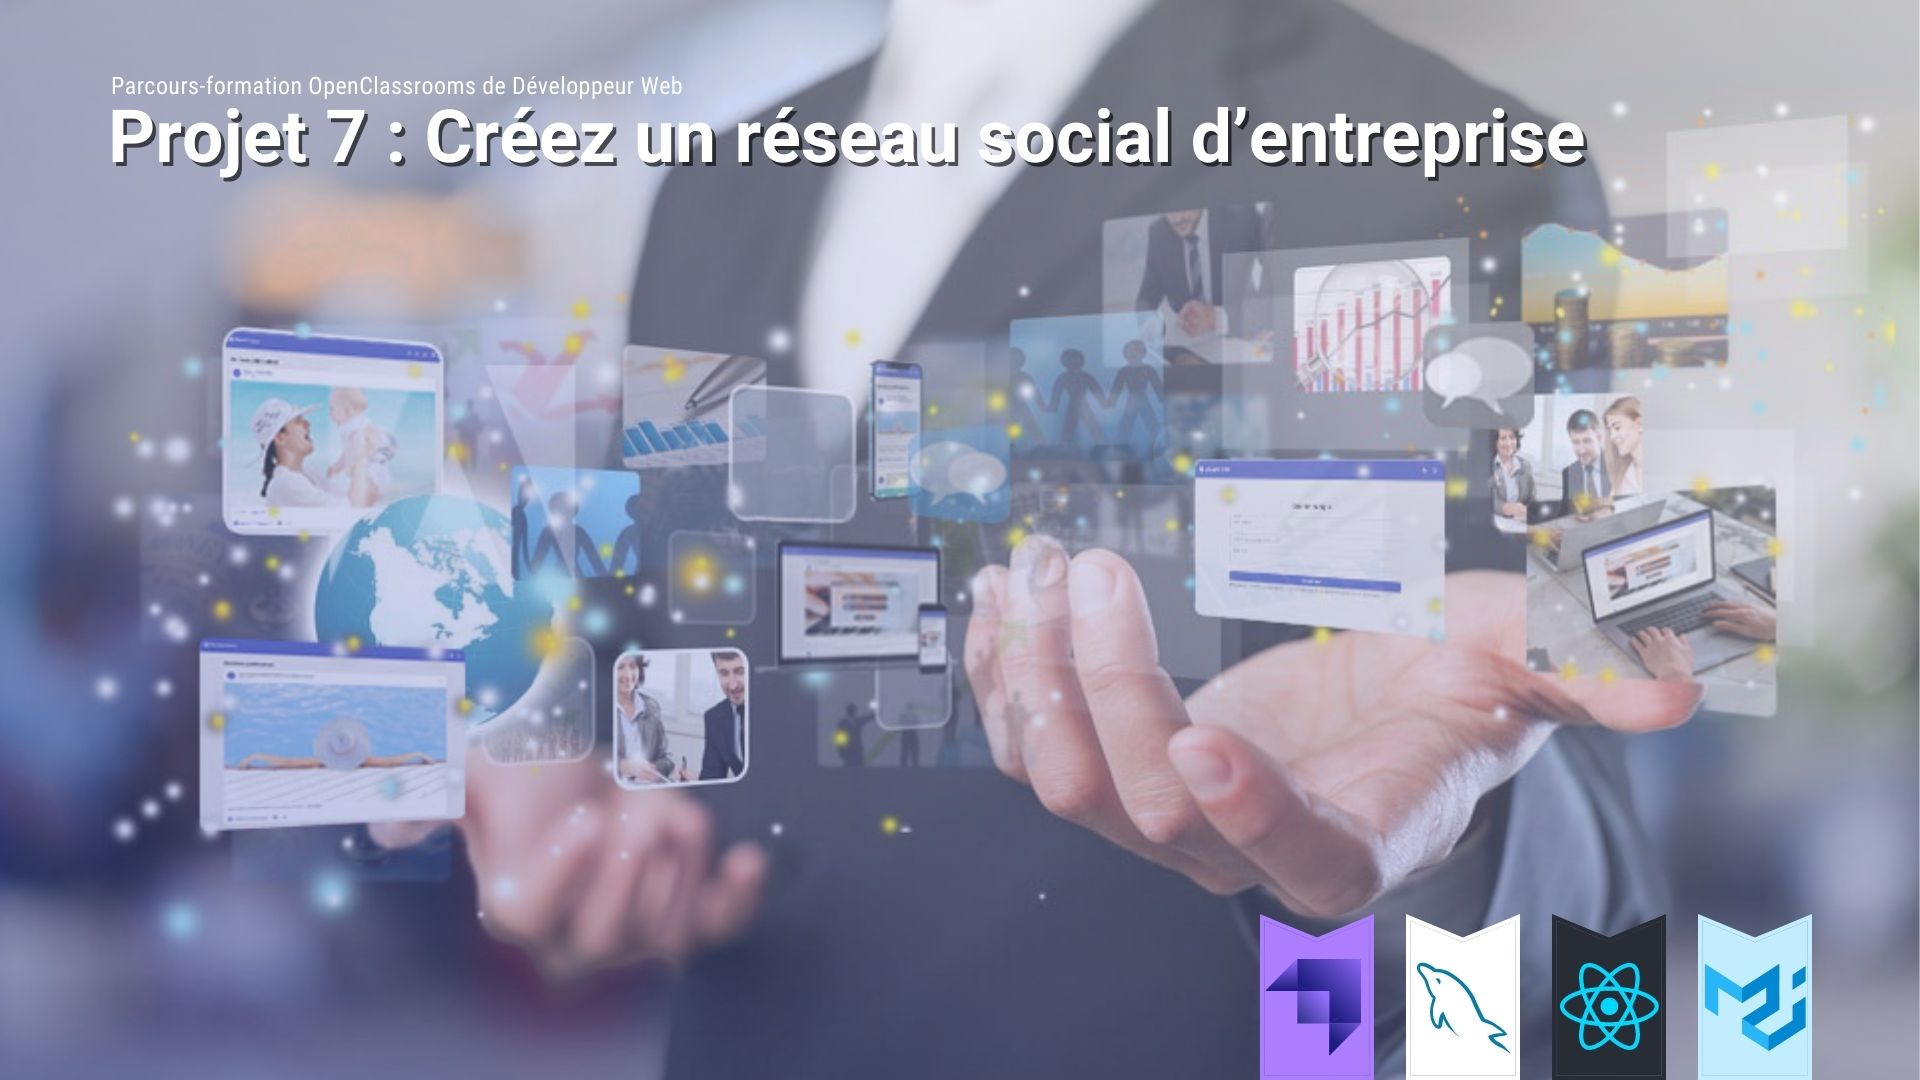 Parcours-formation OpenClassrooms de Développeur Web
Projet 7 : Créez un réseau social d’entreprise